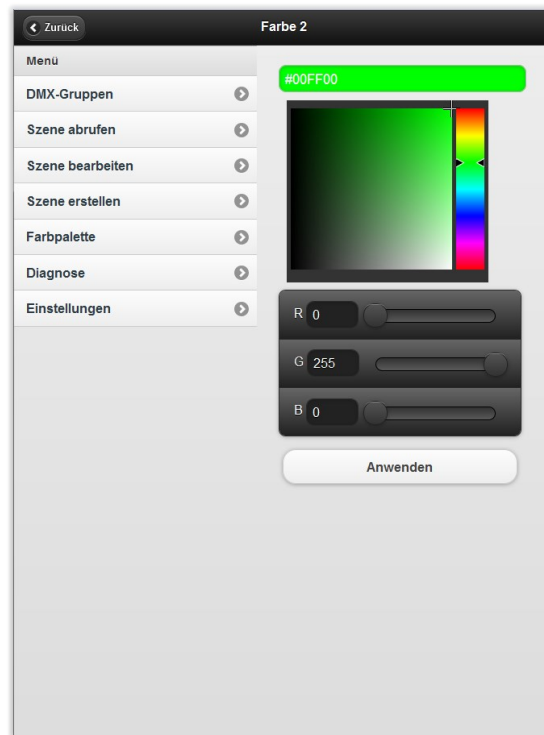 Zurück
Farbe 2
Menü
DMX-Gruppen
Szene abrufen
Szene bearbeiten
Szene erstellen
Farbpalette
Diagnose
Einstellungen
#00FF00
R 0
G 255
B 0
Anwenden